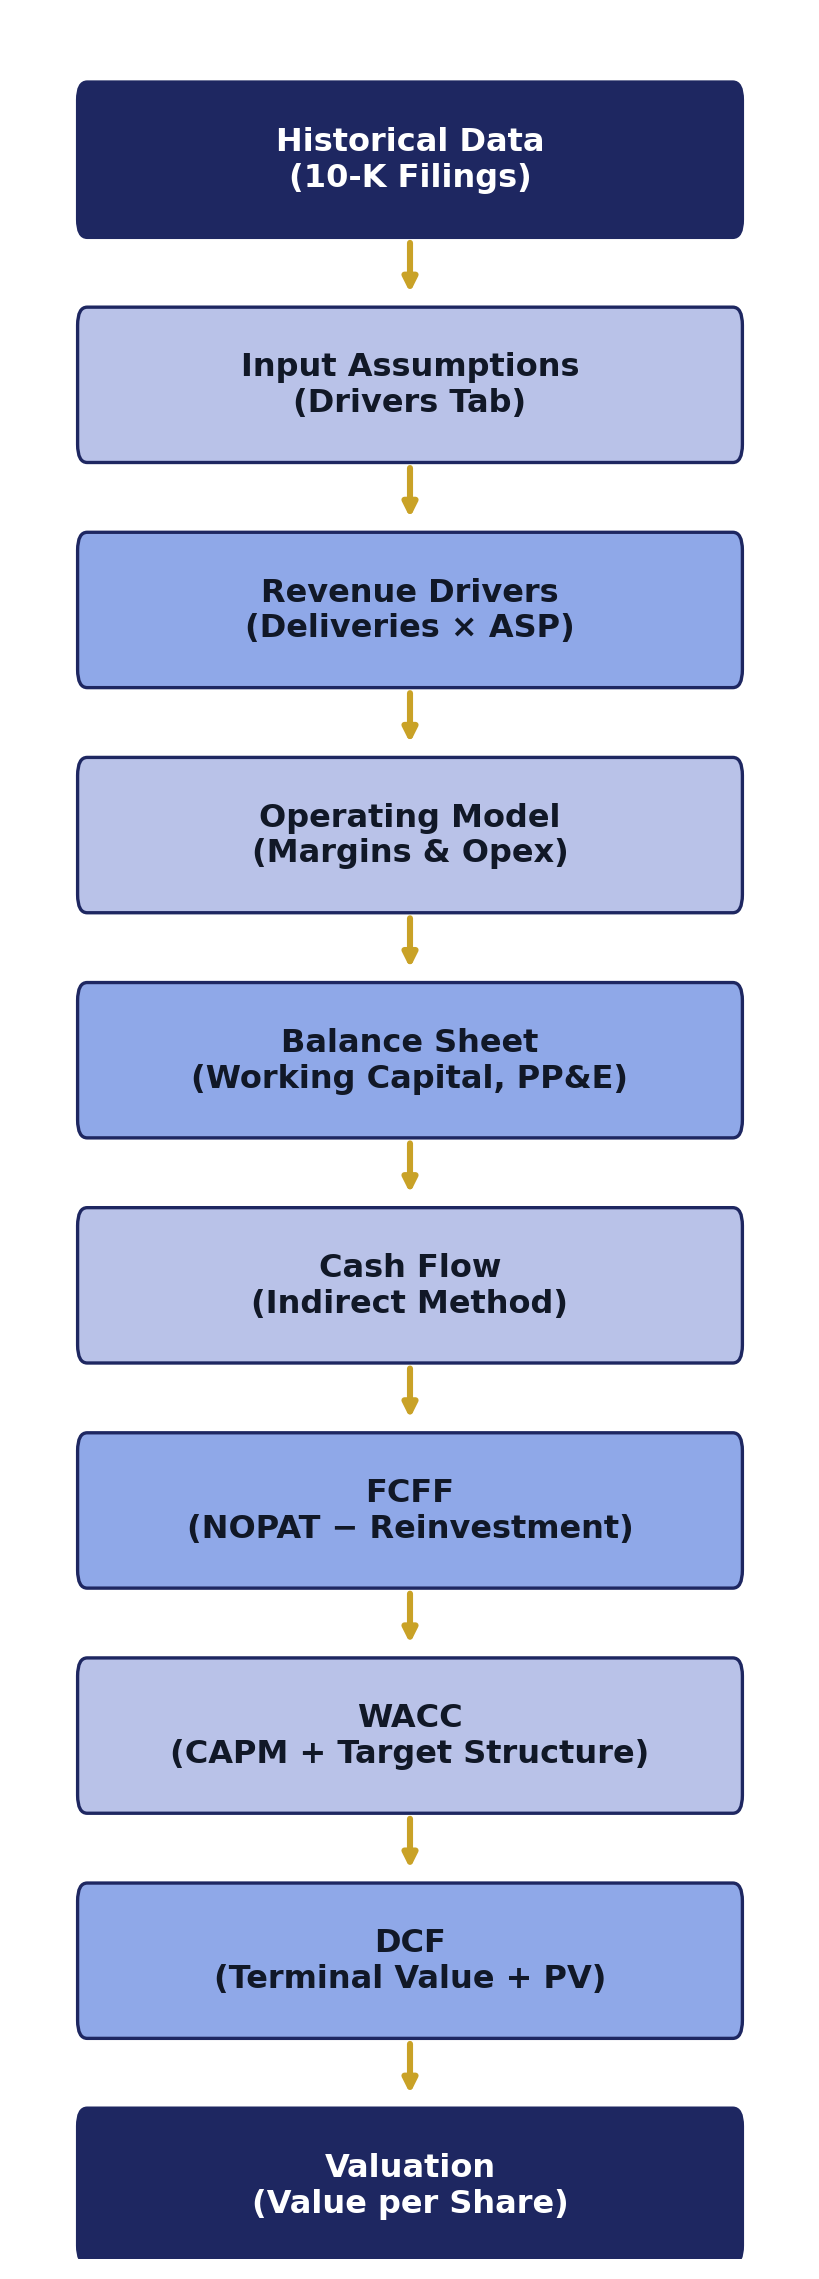 Historical Data
(10-K Filings)
Input Assumptions
(Drivers Tab)
Revenue Drivers
(Deliveries × ASP)
Operating Model
(Margins & Opex)
Balance Sheet
(Working Capital, PP&E)
Cash Flow
(Indirect Method)
FCFF
(NOPAT − Reinvestment)
WACC
(CAPM + Target Structure)
DCF
(Terminal Value + PV)
Valuation
(Value per Share)